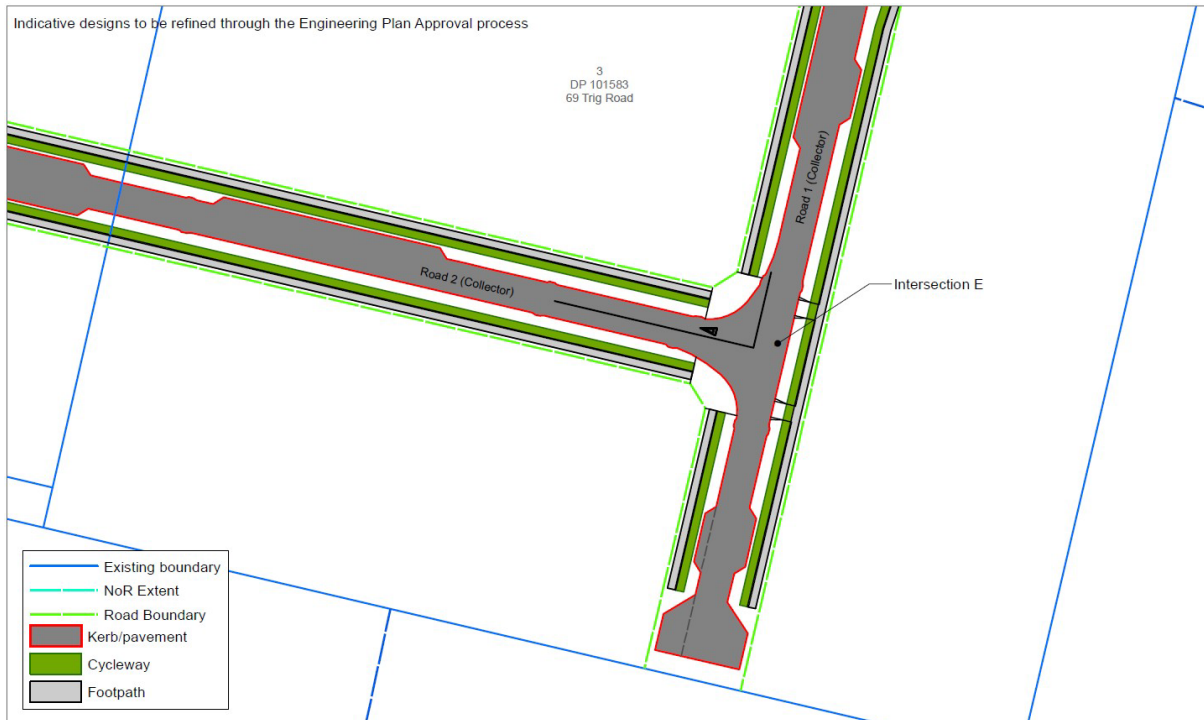 Indicative designs to be refined through the Engineering Plan Approval process
3
DP 101583
69 Trig Road
Road 1 (Collector)
Road 2 (Collector)
Intersection E
Existing boundary
NoR Extent
Road Boundary
Kerb/pavement
Cycleway
Footpath